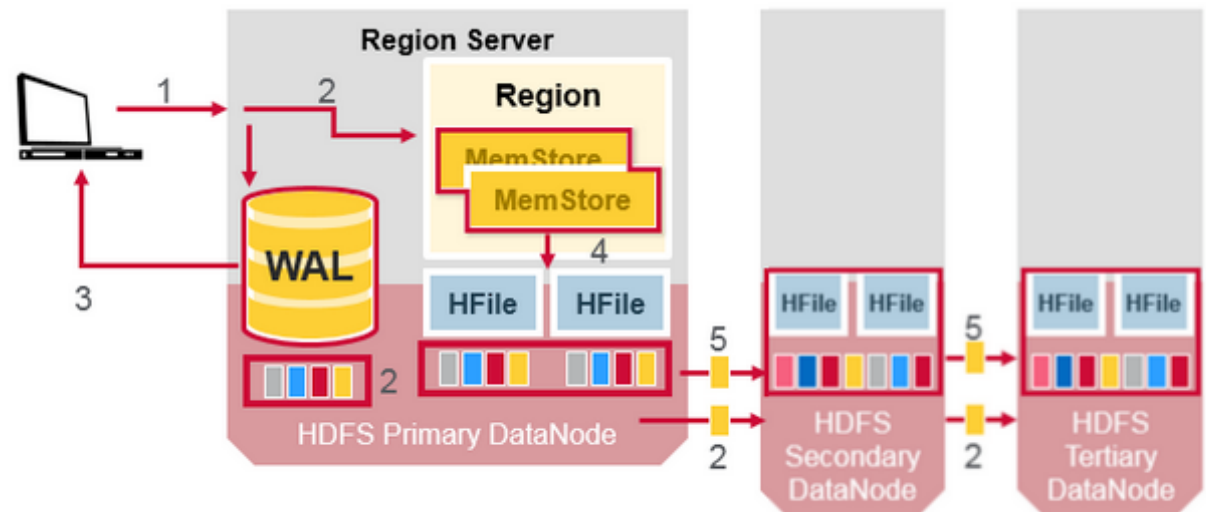 Region Server
1
2
Region
MemStore
MemStore
WAL
3
4
HFile
HFile
2
HDFS Primary DataNode
5
2
HFile
HFile
HDFS
Secondary
DataNode
5
2
HFile
HFile
HDFS
Tertiary
DataNode